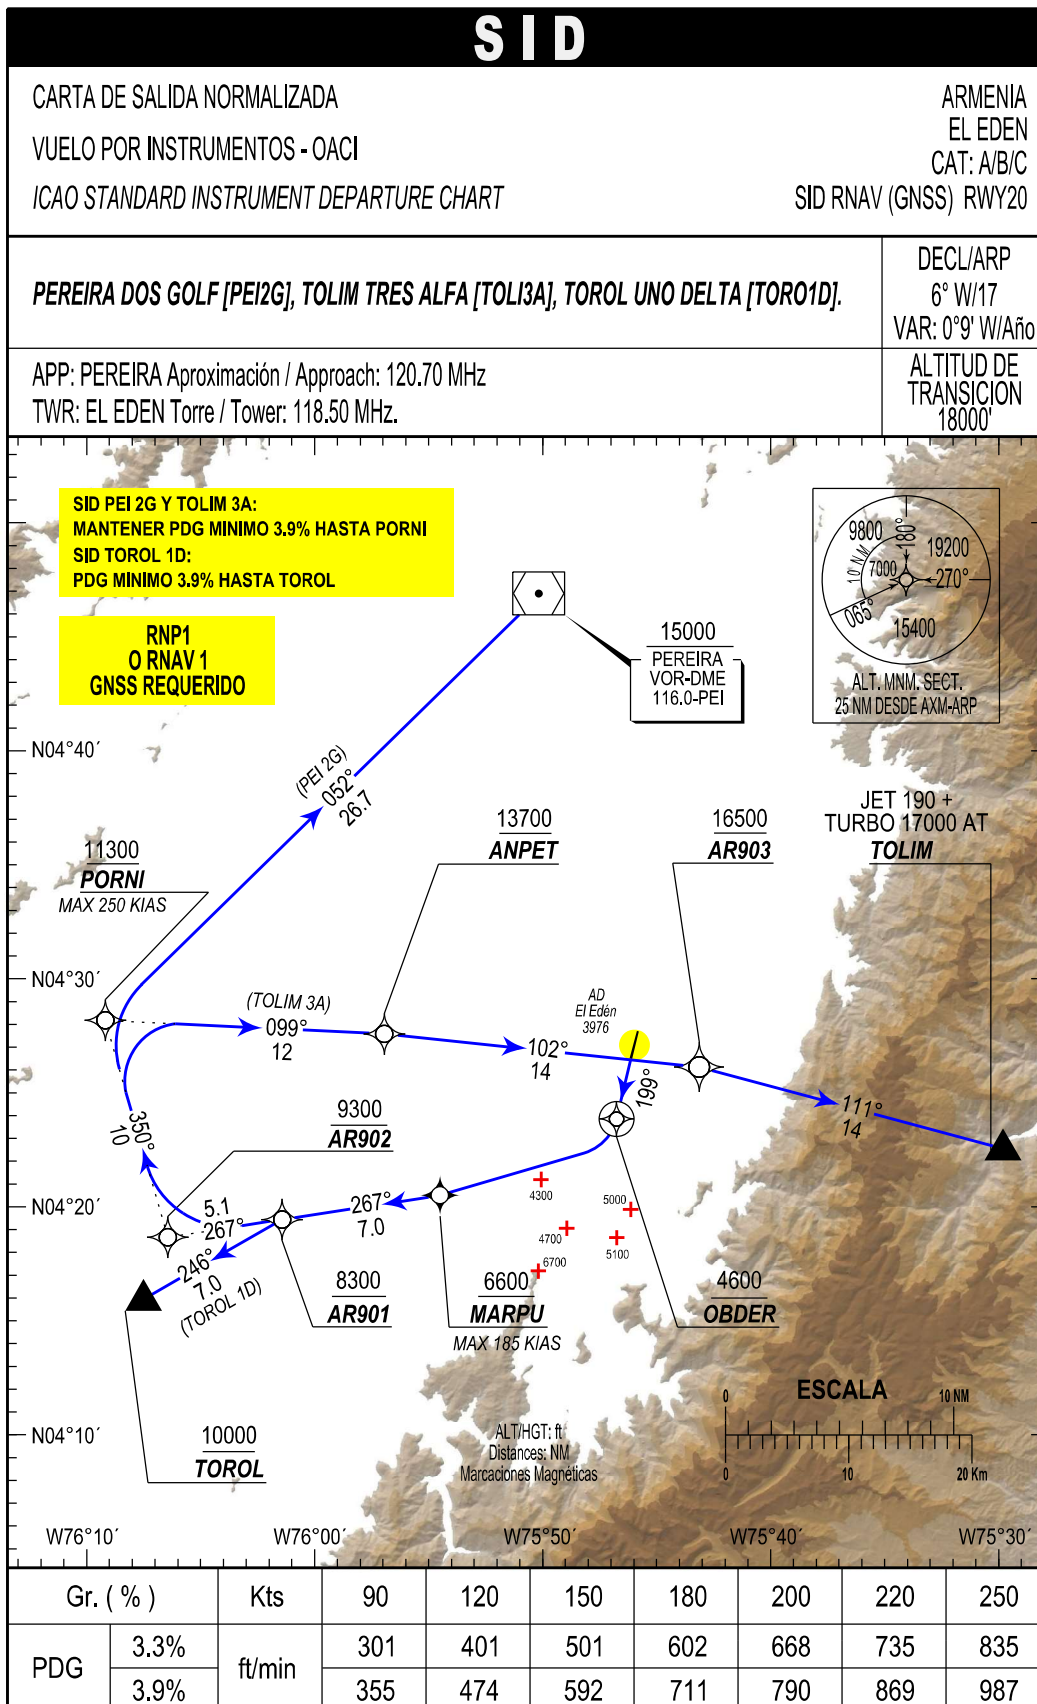 SID
CARTA DE SALIDA NORMALIZADA
VUELO POR INSTRUMENTOS - OACI
ICAO STANDARD INSTRUMENT DEPARTURE CHART
ARMENIA
EL EDEN
CAT: A/B/C
SID RNAV (GNSS) RWY20
PEREIRA DOS GOLF [PEI2G], TOLIM TRES ALFA [TOLI3A], TOROL UNO DELTA [TORO1D].
DECL/ARP
6° W/17
VAR: 0°9' W/Año
APP: PEREIRA Aproximación / Approach: 120.70 MHz
TWR: EL EDEN Torre / Tower: 118.50 MHz.
ALTITUD DE
TRANSICION
18000'
SID PEI 2G Y TOLIM 3A:
MANTENER PDG MINIMO 3.9% HASTA PORNI
SID TOROL 1D:
PDG MINIMO 3.9% HASTA TOROL
RNP1
O RNAV 1
GNSS REQUERIDO
9800
180°
19200
10 NM
7000
270°
065°
15400
ALT. MNM. SECT.
25 NM DESDE AXM-ARP
15000
PEREIRA
VOR-DME
116.0-PEI
N04°40´
(PEI 2G)
052°
26.7
JET 190 +
TURBO 17000 AT
TOLIM
13700
ANPET
16500
AR903
11300
PORNI
MAX 250 KIAS
N04°30´
(TOLIM 3A)
099°
12
AD
El Edén
3976
102°
14
199°
111°
14
350°
10
9300
AR902
N04°20´
5.1
267°
267°
7.0
4300
5000
4700
5100
6700
246°
7.0
(TOROL 1D)
8300
AR901
6600
MARPU
MAX 185 KIAS
4600
OBDER
ESCALA
0
10 NM
0
10
20 Km
N04°10´
10000
TOROL
ALT/HGT: ft
Distances: NM
Marcaciones Magnéticas
W76°10´
W76°00´
W75°50´
W75°40´
W75°30´
Gr. ( % ) Kts 90 120 150 180 200 220 250
PDG 3.3% ft/min 301 401 501 602 668 735 835
3.9% 355 474 592 711 790 869 987